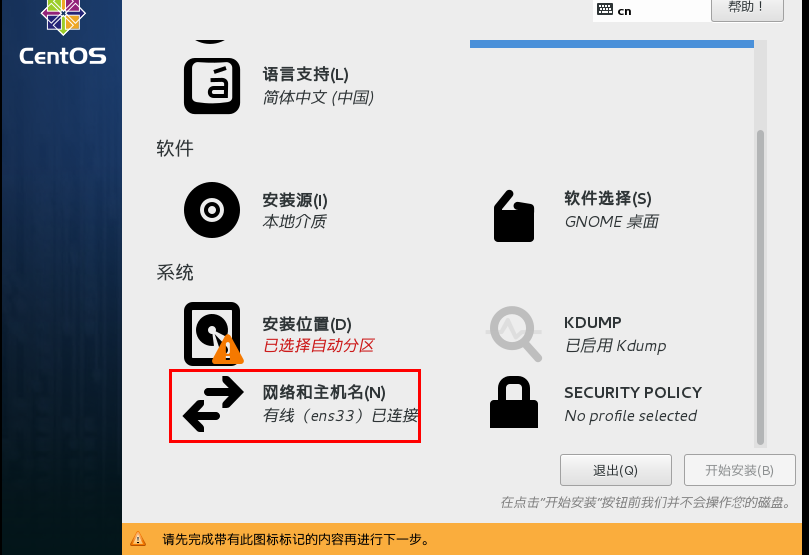 CentOS
cn
帮助！
语言支持(L)
简体中文 (中国)
软件
安装源(I)
本地介质
软件选择(S)
GNOME 桌面
系统
安装位置(D)
已选择自动分区
KDUMP
已启用 Kdump
网络和主机名(N)
有线（ens33）已连接
SECURITY POLICY
No profile selected
退出(Q)
开始安装(B)
在点击“开始安装”按钮前我们并不会操作您的磁盘。
请先完成带有此图标标记的内容再进行下一步。